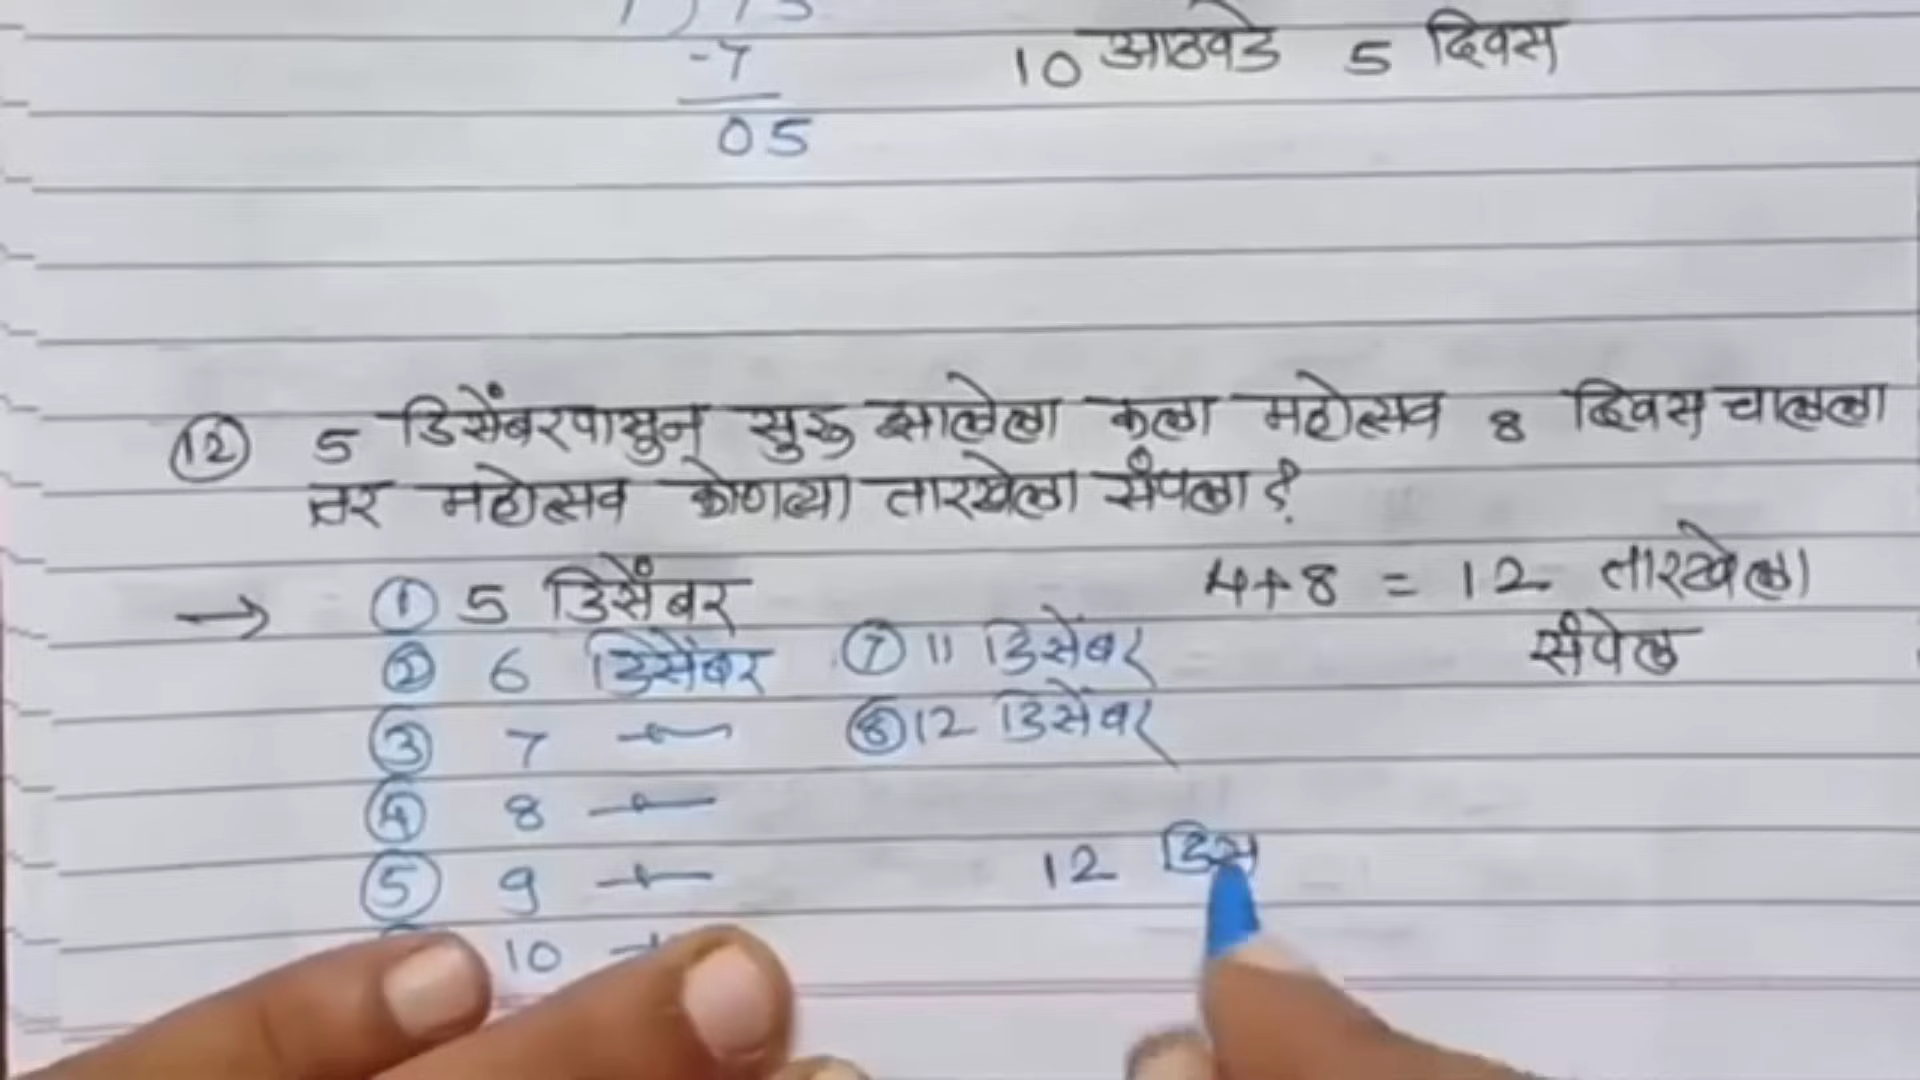 -7
10 आठवडे 5 दिवस
05
12 5 डिसेंबरपासुन सुरु झालेला कला महोत्सव 8 दिवस चालला
तर महोत्सव कोणत्या तारखेला संपला?
→ 1 5 डिसेंबर
4+8 = 12 तारखेला
संपेल
2 6 डिसेंबर
3 7 —"—
4 8 —"—
5 9 —"—
10
7 11 डिसेंबर
8 12 डिसेंबर
12 डिस